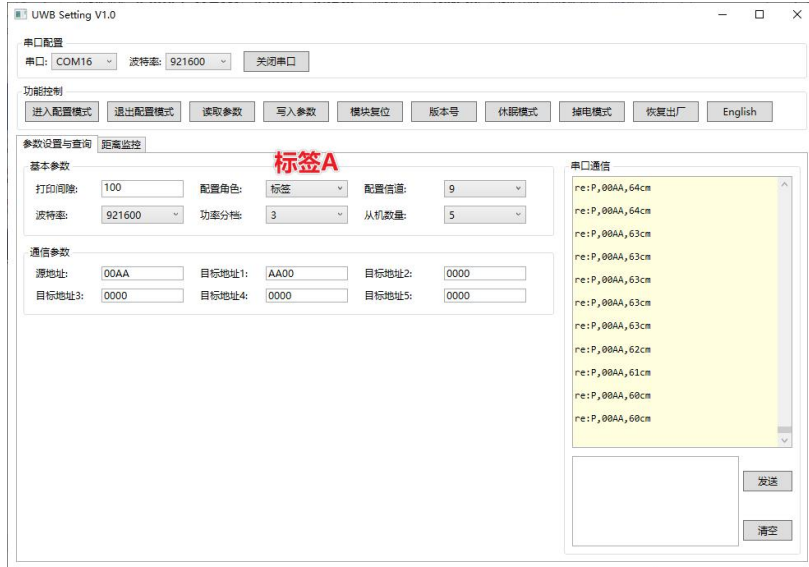 UWB Setting V1.0
串口配置
串口: COM16 波特率: 921600 关闭串口
功能控制
进入配置模式 退出配置模式 读取参数 写入参数 模块复位 版本号 休眠模式 掉电模式 恢复出厂 English
参数设置与查询 距离监控
标签A
基本参数
打印间隙: 100 配置角色: 标签 配置信道: 9
波特率: 921600 功率分档: 3 从机数量: 5
通信参数
源地址: 00AA 目标地址1: AA00 目标地址2: 0000
目标地址3: 0000 目标地址4: 0000 目标地址5: 0000
串口通信
re:P,00AA,64cm
re:P,00AA,64cm
re:P,00AA,63cm
re:P,00AA,63cm
re:P,00AA,63cm
re:P,00AA,63cm
re:P,00AA,63cm
re:P,00AA,62cm
re:P,00AA,61cm
re:P,00AA,60cm
re:P,00AA,60cm
发送
清空